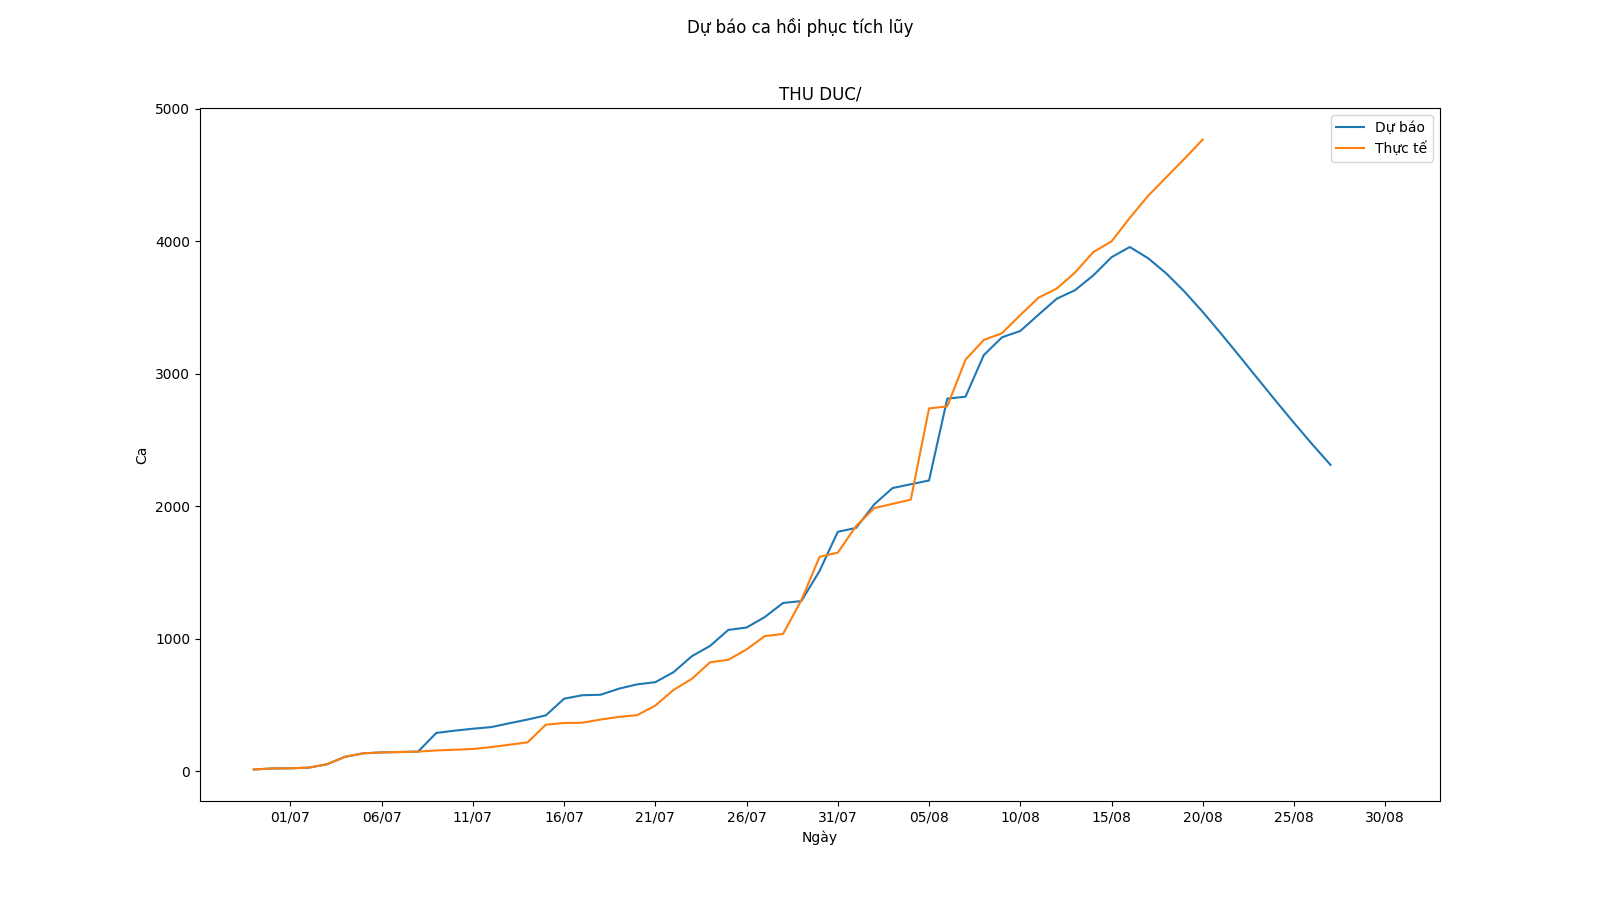 Dự báo ca hồi phục tích lũy
THU DUC/
Dự báo
Thực tế
5000
4000
3000
2000
1000
0
Ca
01/07 06/07 11/07 16/07 21/07 26/07 31/07 05/08 10/08 15/08 20/08 25/08 30/08
Ngày